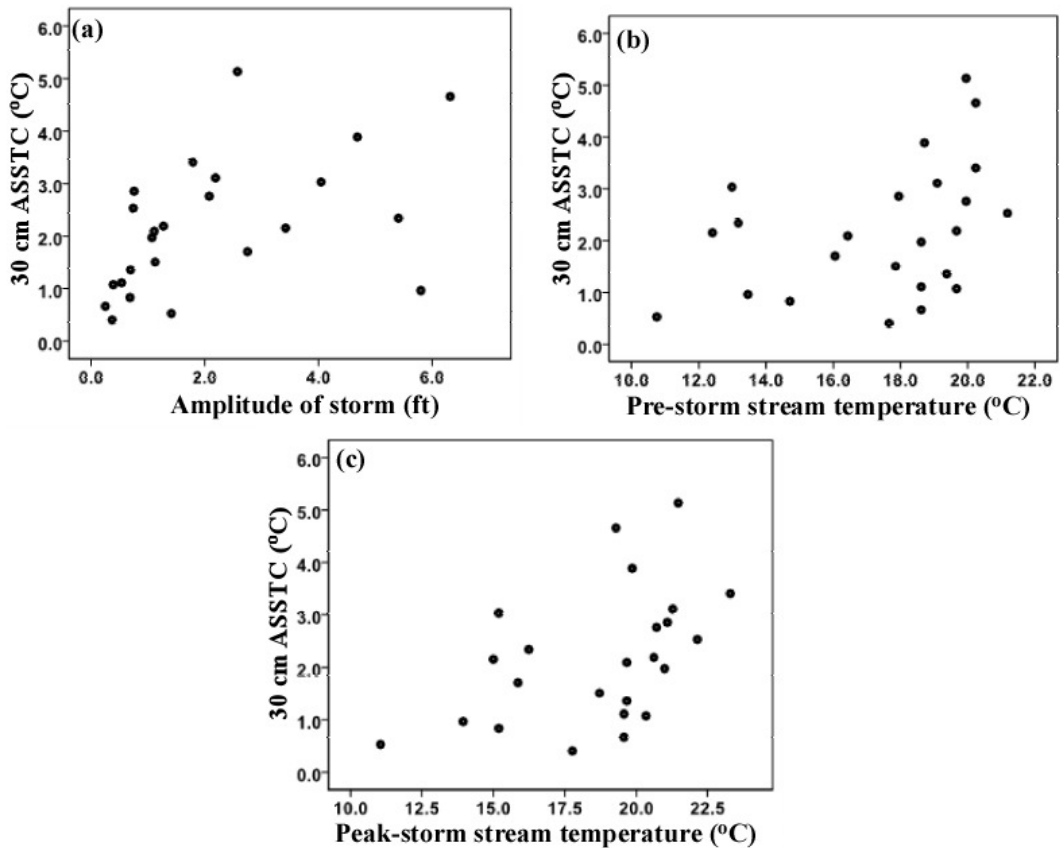 (a)
30 cm ASSTC (ºC)
6.0
5.0
4.0
3.0
2.0
1.0
0.0
0.0 2.0 4.0 6.0
Amplitude of storm (ft)
(b)
30 cm ASSTC (ºC)
6.0
5.0
4.0
3.0
2.0
1.0
0.0
10.0 12.0 14.0 16.0 18.0 20.0 22.0
Pre-storm stream temperature (ºC)
(c)
30 cm ASSTC (ºC)
6.0
5.0
4.0
3.0
2.0
1.0
0.0
10.0 12.5 15.0 17.5 20.0 22.5
Peak-storm stream temperature (ºC)